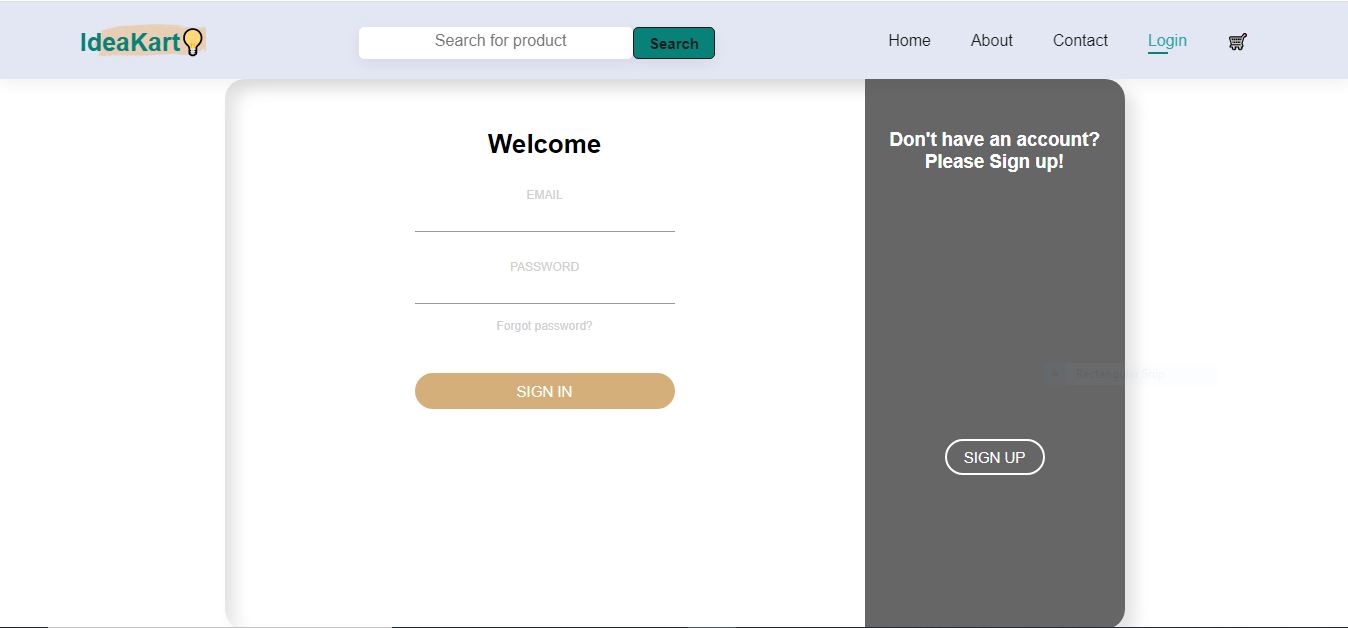 IdeaKart
Search for product
Search
Home
About
Contact
Login
Welcome
EMAIL
PASSWORD
Forgot password?
SIGN IN
Don't have an account?
Please Sign up!
SIGN UP